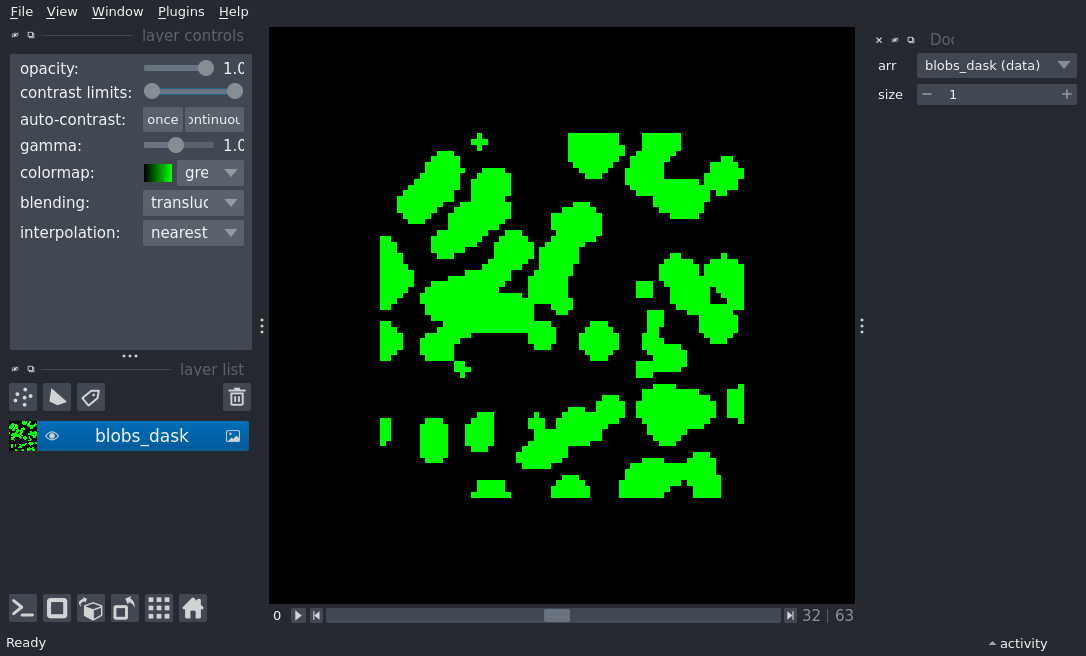 File View Window Plugins Help
layer controls
opacity: 1.0
contrast limits:
auto-contrast: once ontinuou
gamma: 1.0
colormap: gre
blending: transluc
interpolation: nearest
layer list
blobs_dask
0 32 | 63
Ready
Doc
arr blobs_dask (data)
size 1
activity